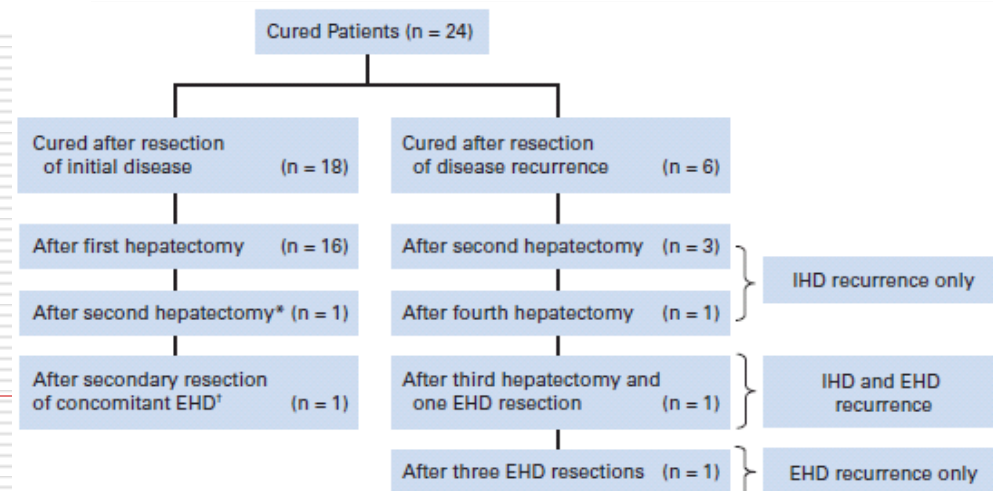 Cured Patients (n = 24)
Cured after resection
of initial disease (n = 18)
After first hepatectomy (n = 16)
After second hepatectomy* (n = 1)
After secondary resection
of concomitant EHD† (n = 1)
Cured after resection
of disease recurrence (n = 6)
After second hepatectomy (n = 3)
After fourth hepatectomy (n = 1)
IHD recurrence only
After third hepatectomy and
one EHD resection (n = 1)
IHD and EHD
recurrence
After three EHD resections (n = 1)
EHD recurrence only